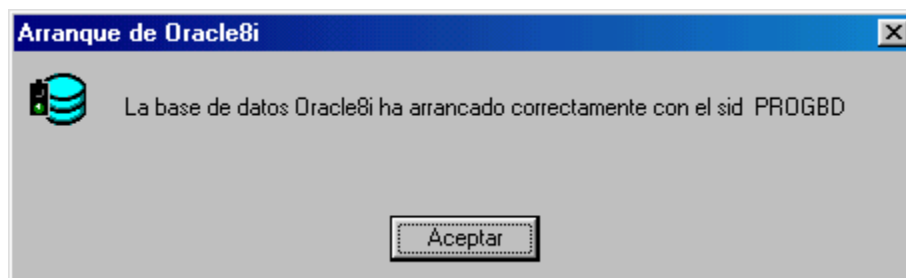 Arranque de Oracle8i
La base de datos Oracle8i ha arrancado correctamente con el sid PROGBD
Aceptar